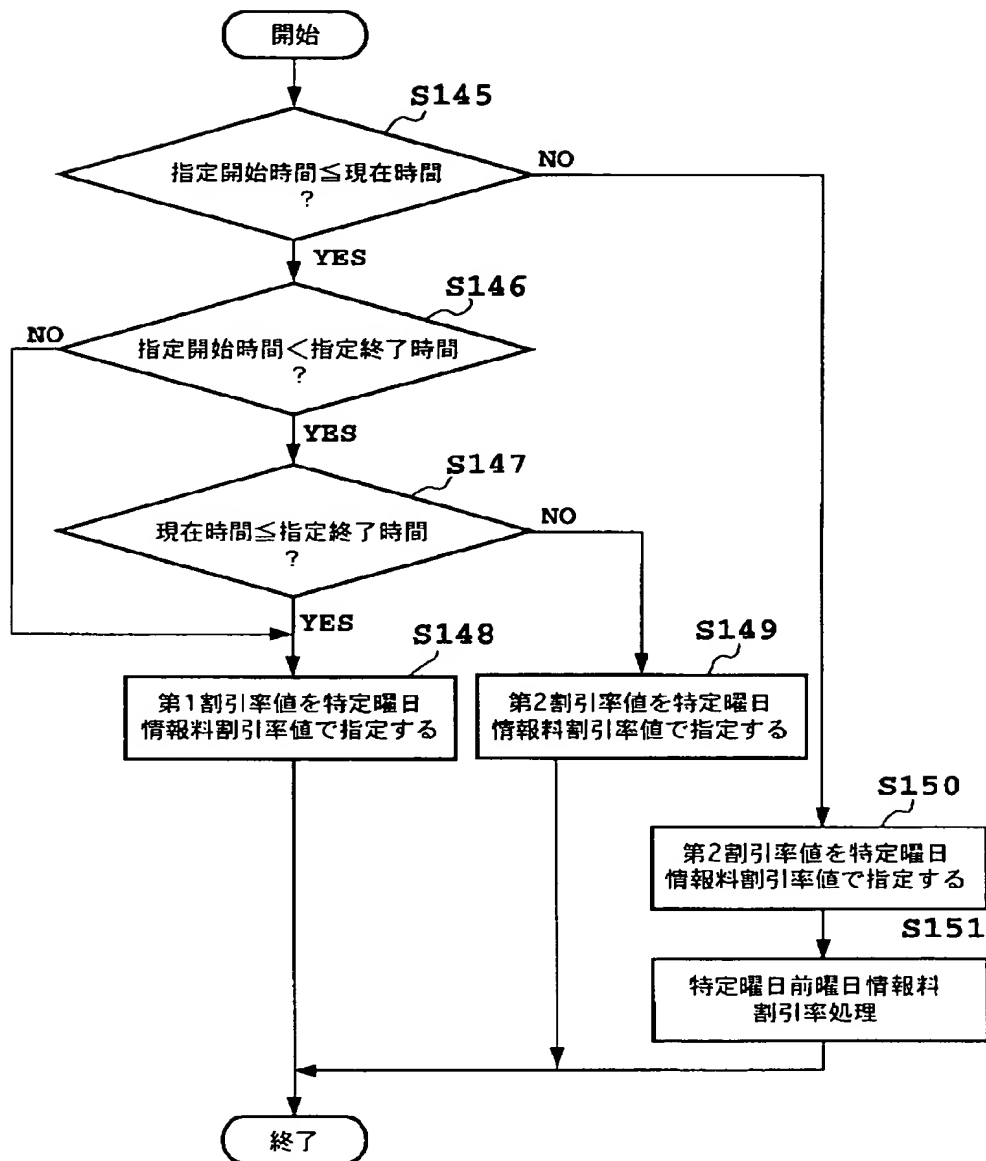 開始
S145
指定開始時間≦現在時間
?
NO
YES
S146
NO
指定開始時間<指定終了時間
?
YES
S147
現在時間≦指定終了時間
?
NO
YES
S148
第1割引率値を特定曜日
情報料割引率値で指定する
S149
第2割引率値を特定曜日
情報料割引率値で指定する
S150
第2割引率値を特定曜日
情報料割引率値で指定する
S151
特定曜日前曜日情報料
割引率処理
終了